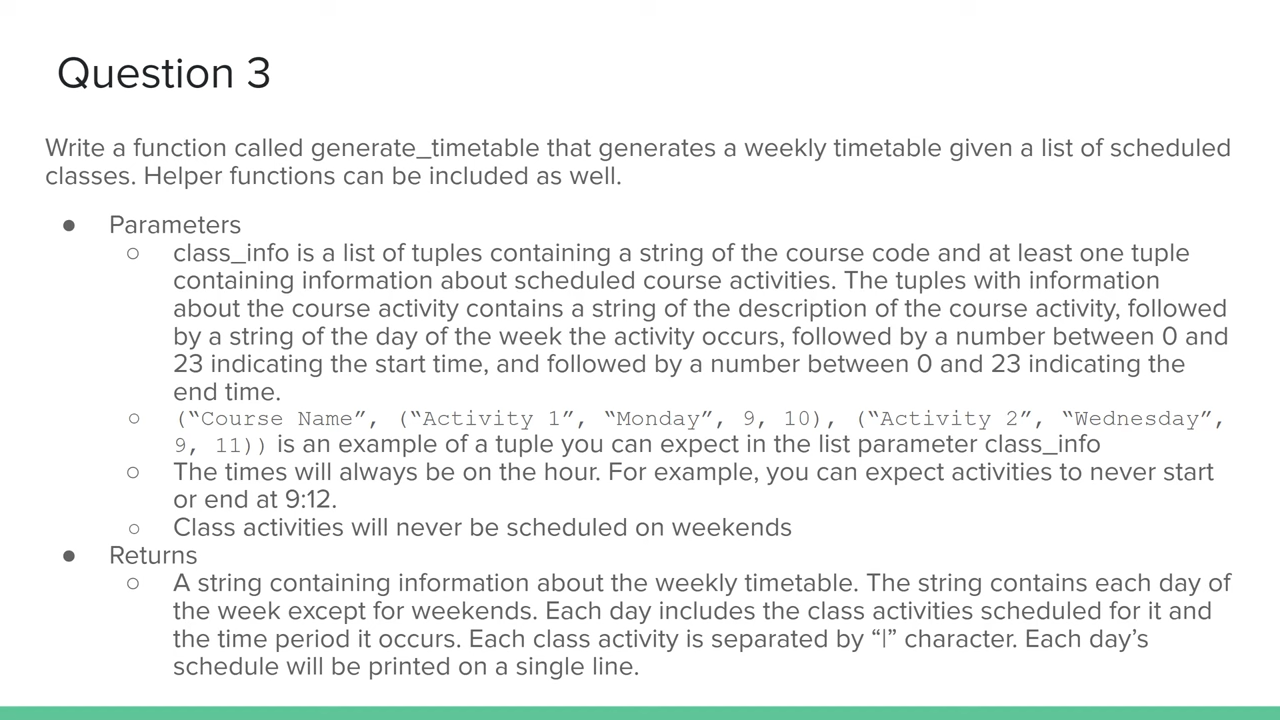 Question 3
Write a function called generate_timetable that generates a weekly timetable given a list of scheduled
classes. Helper functions can be included as well.
● Parameters
○ class_info is a list of tuples containing a string of the course code and at least one tuple
containing information about scheduled course activities. The tuples with information
about the course activity contains a string of the description of the course activity, followed
by a string of the day of the week the activity occurs, followed by a number between 0 and
23 indicating the start time, and followed by a number between 0 and 23 indicating the
end time.
○ (“Course Name”, (“Activity 1”, “Monday”, 9, 10), (“Activity 2”, “Wednesday”,
9, 11)) is an example of a tuple you can expect in the list parameter class_info
○ The times will always be on the hour. For example, you can expect activities to never start
or end at 9:12.
○ Class activities will never be scheduled on weekends
● Returns
○ A string containing information about the weekly timetable. The string contains each day of
the week except for weekends. Each day includes the class activities scheduled for it and
the time period it occurs. Each class activity is separated by “|” character. Each day’s
schedule will be printed on a single line.